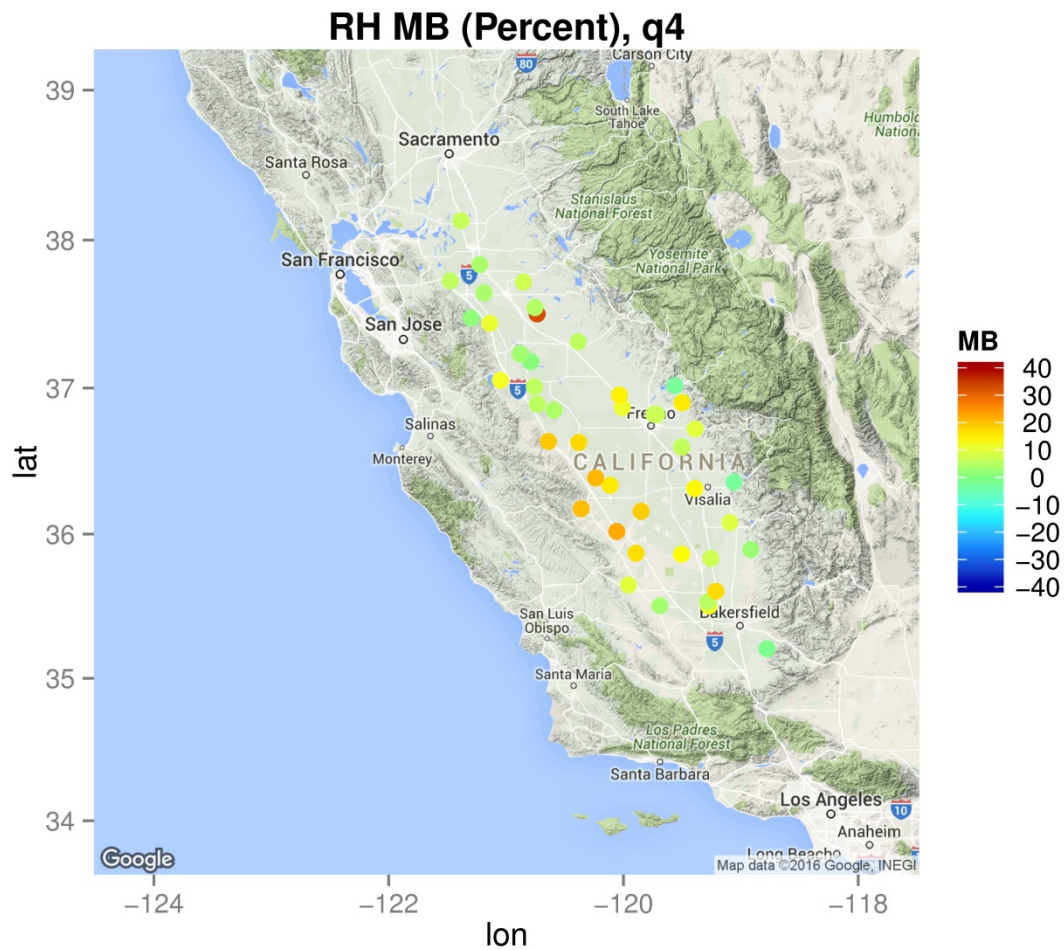 RH MB (Percent), q4
80
Carson City
39
South Lake
Tahoe
Sacramento
Santa Rosa
Stanislaus
National Forest
38
San Francisco
5
Yosemite
National Park
San Jose
MB
40
30
20
10
0
−10
−20
−30
−40
37
5
lat
Salinas
Monterey
CALIFORNIA
Visalia
36
San Luis
Obispo
Bakersfield
5
35
Santa Maria
Los Padres
National Forest
Santa Barbara
34
Los Angeles
10
Anaheim
Long Beach
Google
Map data ©2016 Google, INEGI
−124
−122
−120
−118
lon